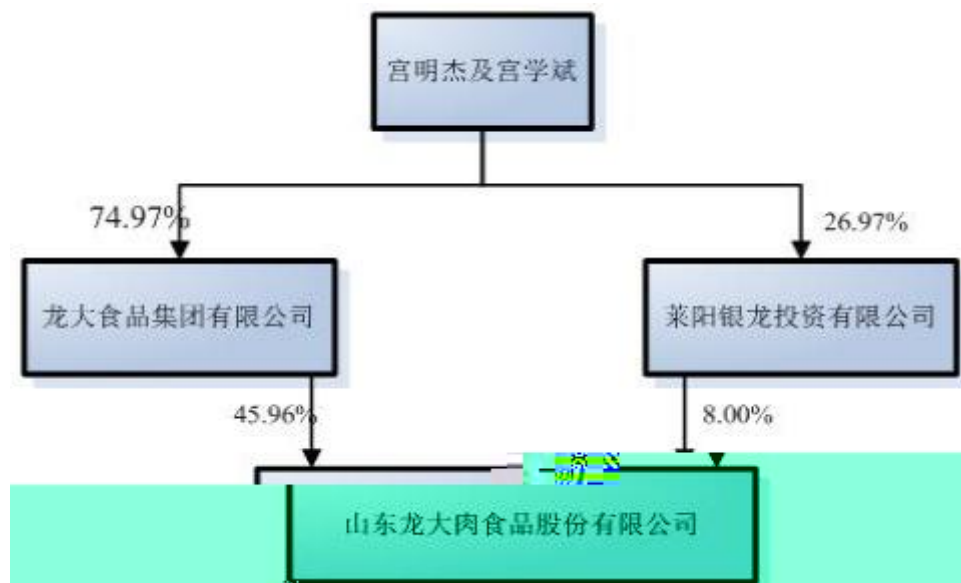 宫明杰及宫学斌
74.97%
26.97%
龙大食品集团有限公司
莱阳银龙投资有限公司
45.96%
8.00%
山东龙大肉食品股份有限公司